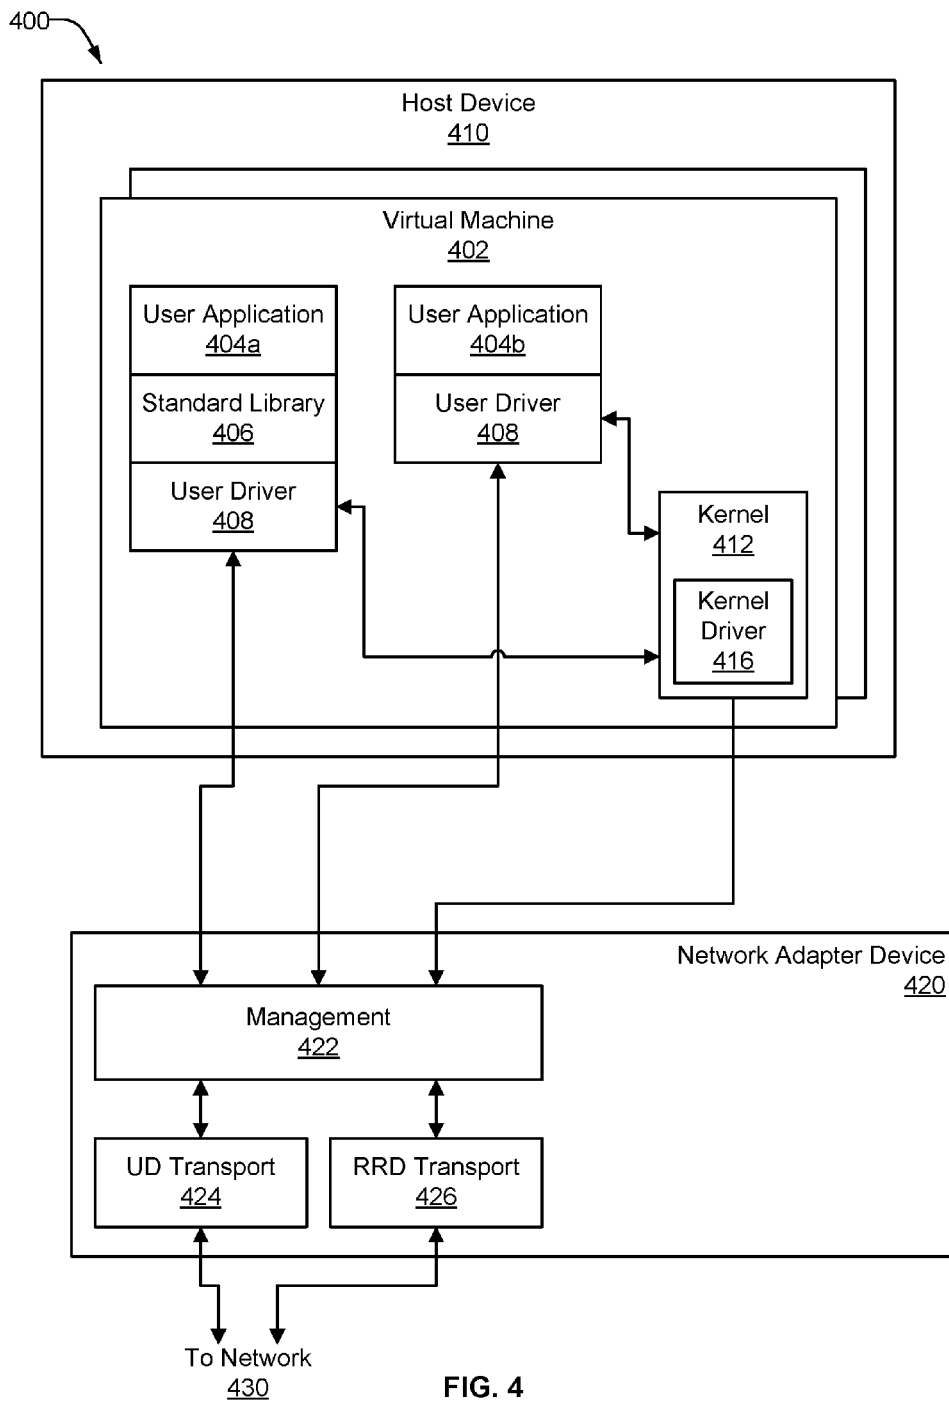 400
Host Device
410
Virtual Machine
402
User Application
404a
Standard Library
406
User Driver
408
User Application
404b
User Driver
408
Kernel
412
Kernel
Driver
416
Network Adapter Device
420
Management
422
UD Transport
424
RRD Transport
426
To Network
430
FIG. 4